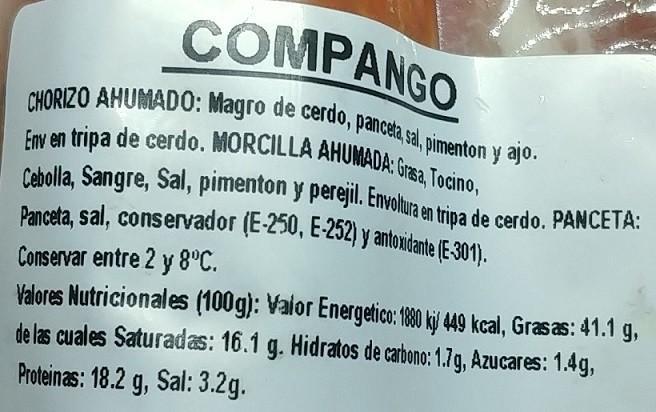 COMPANGO
CHORIZO AHUMADO: Magro de cerdo, panceta, sal, pimenton y ajo.
Env en tripa de cerdo. MORCILLA AHUMADA: Grasa, Tocino,
Cebolla, Sangre, Sal, pimenton y perejil. Envoltura en tripa de cerdo. PANCETA:
Panceta, sal, conservador (E-250, E-252) y antoxidante (E-301).
Conservar entre 2 y 8ºC.
Valores Nutricionales (100g): Valor Energetico: 1880 kj/ 449 kcal, Grasas: 41.1 g,
de las cuales Saturadas: 16.1 g. Hidratos de carbono: 1.7g, Azucares: 1.4g,
Proteinas: 18.2 g, Sal: 3.2g.